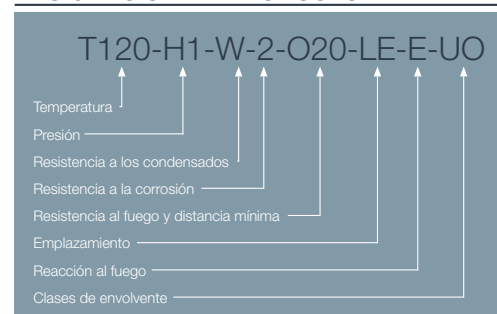 T120-H1-W-2-O20-LE-E-UO
Temperatura
Presión
Resistencia a los condensados
Resistencia a la corrosión
Resistencia al fuego y distancia mínima
Emplazamiento
Reacción al fuego
Clases de envolvente